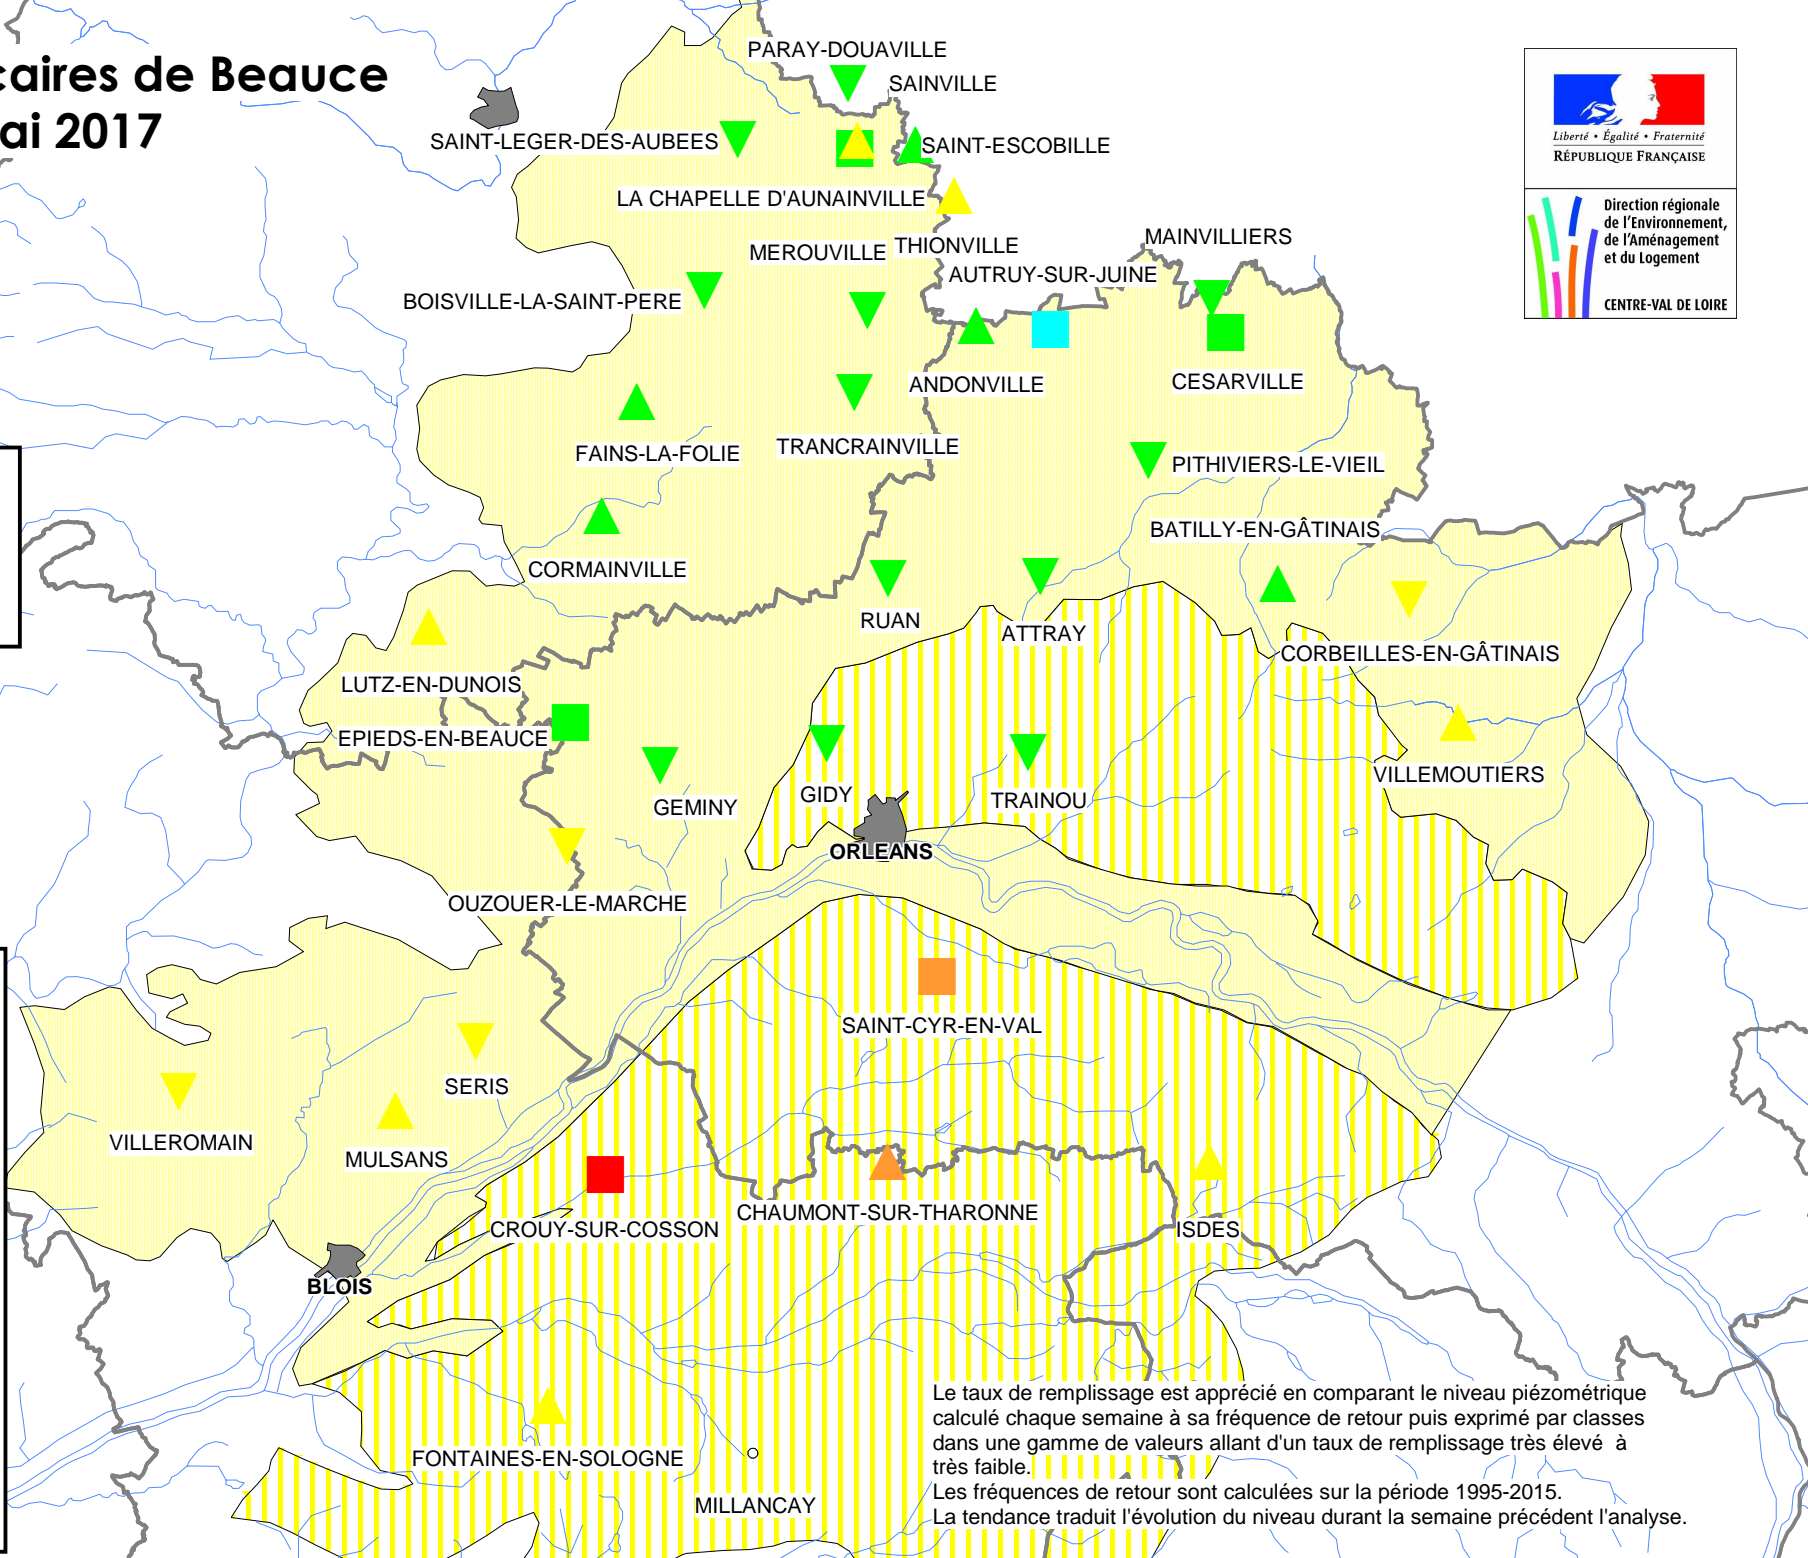 caires de Beauce
ai 2017
PARAY-DOUAVILLE
SAINVILLE
SAINT-LEGER-DES-AUBEES
SAINT-ESCOBILLE
LA CHAPELLE D'AUNAINVILLE
MEROUVILLE
THIONVILLE
MAINVILLIERS
AUTRUY-SUR-JUINE
BOISVILLE-LA-SAINT-PERE
ANDONVILLE
CESARVILLE
FAINS-LA-FOLIE
TRANCRAINVILLE
PITHIVIERS-LE-VIEIL
BATILLY-EN-GÂTINAIS
CORMAINVILLE
RUAN
ATTRAY
CORBEILLES-EN-GÂTINAIS
LUTZ-EN-DUNOIS
EPIEDS-EN-BEAUCE
VILLEMOUTIERS
GEMINY
GIDY
TRAINOU
ORLEANS
OUZOUER-LE-MARCHE
SAINT-CYR-EN-VAL
SERIS
VILLEROMAIN
MULSANS
CROUY-SUR-COSSON
CHAUMONT-SUR-THARONNE
ISDES
BLOIS
FONTAINES-EN-SOLOGNE
MILLANCAY
Liberté • Égalité • Fraternité
RÉPUBLIQUE FRANÇAISE
Direction régionale
de l'Environnement,
de l'Aménagement
et du Logement
CENTRE-VAL DE LOIRE
Le taux de remplissage est apprécié en comparant le niveau piézométrique
calculé chaque semaine à sa fréquence de retour puis exprimé par classes
dans une gamme de valeurs allant d'un taux de remplissage très élevé à
très faible.
Les fréquences de retour sont calculées sur la période 1995-2015.
La tendance traduit l'évolution du niveau durant la semaine précédent l'analyse.